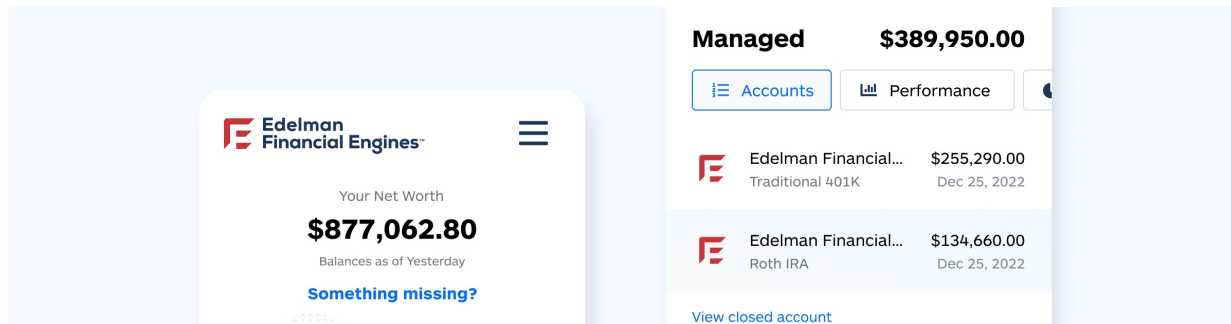 Edelman
Financial Engines™
Your Net Worth
$877,062.80
Balances as of Yesterday
Something missing?
Managed $389,950.00
Accounts Performance
Edelman Financial... $255,290.00
Traditional 401K Dec 25, 2022
Edelman Financial... $134,660.00
Roth IRA Dec 25, 2022
View closed account